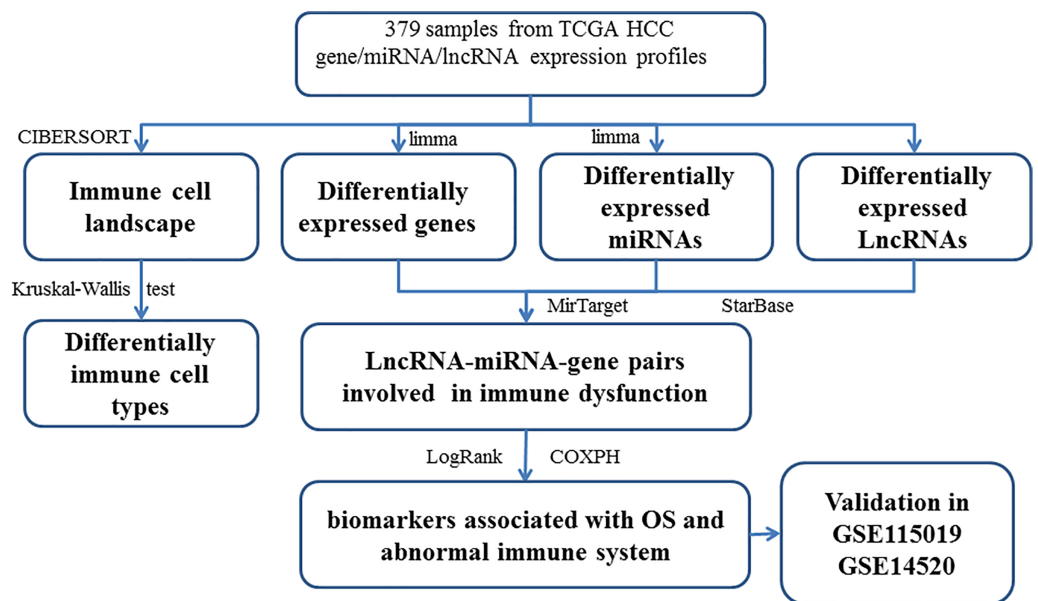 379 samples from TCGA HCC
gene/miRNA/lncRNA expression profiles
CIBERSORT
limma
limma
Immune cell
landscape
Differentially
expressed genes
Differentially
expressed
miRNAs
Differentially
expressed
LncRNAs
Kruskal-Wallis test
MirTarget
StarBase
Differentially
immune cell
types
LncRNA-miRNA-gene pairs
involved in immune dysfunction
LogRank
COXPH
biomarkers associated with OS and
abnormal immune system
Validation in
GSE115019
GSE14520